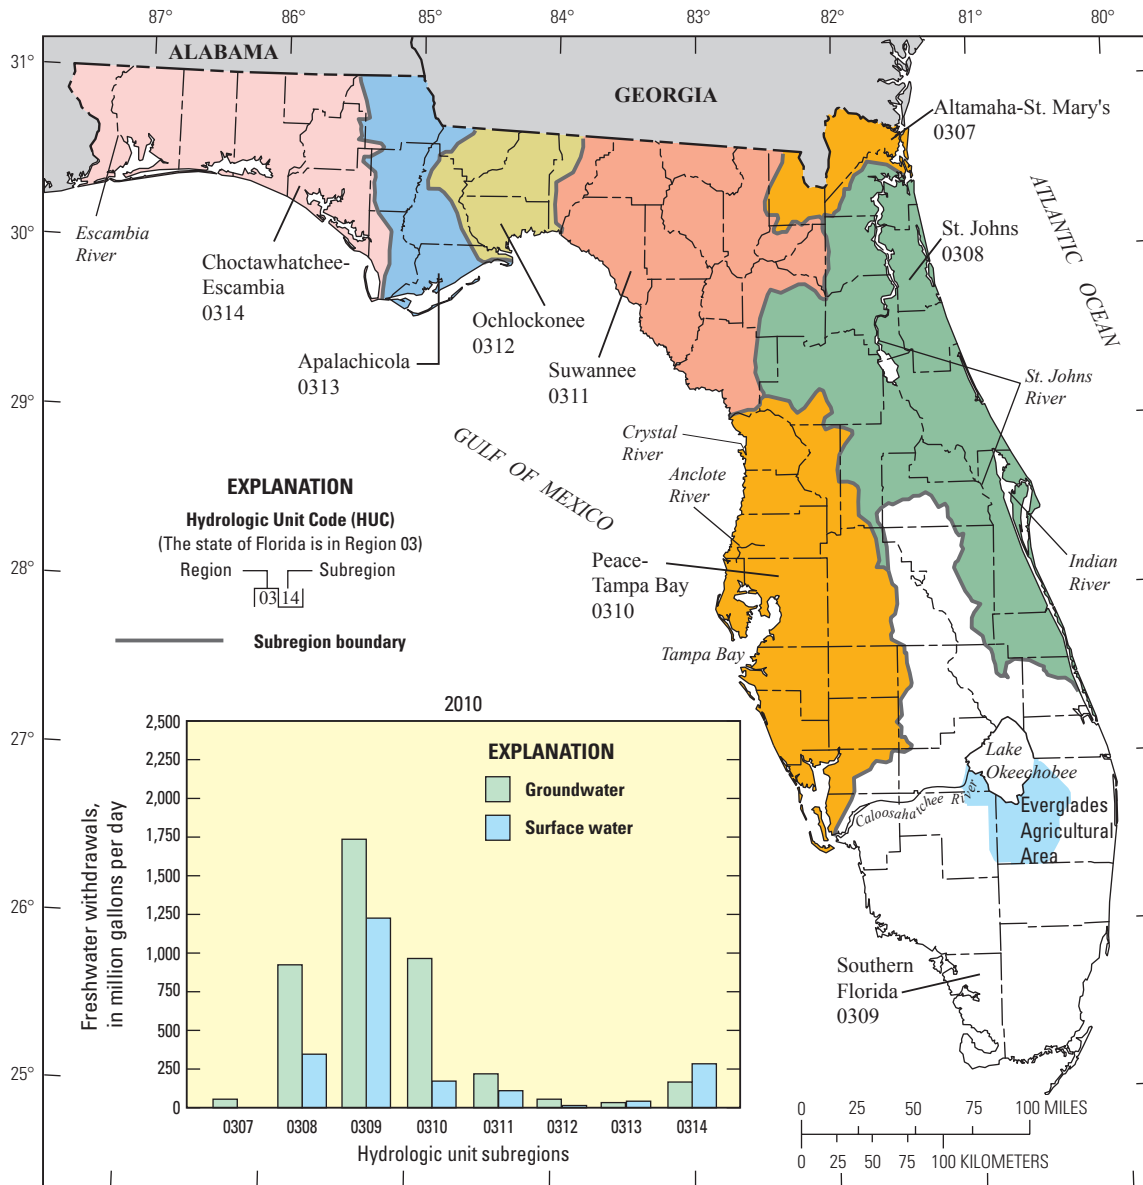 87°
86°
85°
84°
83°
82°
81°
80°
31°
30°
29°
28°
27°
26°
25°
ALABAMA
GEORGIA
Altamaha-St. Mary's
0307
ATLANTIC OCEAN
St. Johns
0308
Escambia
River
Choctawhatchee-
Escambia
0314
Apalachicola
0313
Ochlockonee
0312
Suwannee
0311
St. Johns
River
GULF OF MEXICO
Crystal
River
Anclote
River
Indian
River
Peace-
Tampa Bay
0310
Tampa Bay
Lake
Okeechobee
Caloosahatchee River
Everglades
Agricultural
Area
Southern
Florida
0309
EXPLANATION
Hydrologic Unit Code (HUC)
(The state of Florida is in Region 03)
Region
Subregion
03 14
Subregion boundary
2010
EXPLANATION
Groundwater
Surface water
Freshwater withdrawals,
in million gallons per day
2,500
2,250
2,000
1,750
1,500
1,250
1,000
750
500
250
0
0307 0308 0309 0310 0311 0312 0313 0314
Hydrologic unit subregions
0 25 50 75 100 MILES
0 25 50 75 100 KILOMETERS